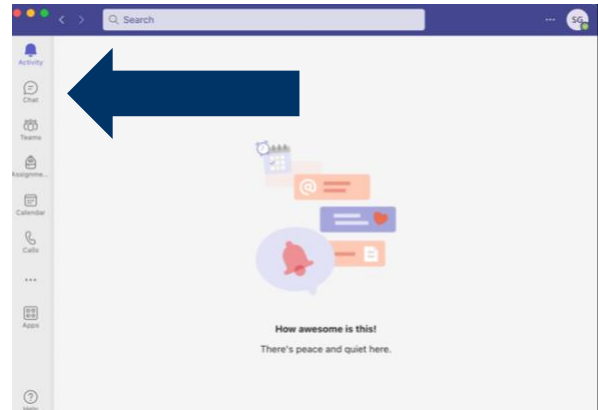 Search
SG
Activity
Chat
Teams
Assignme...
Calendar
Calls
Apps
How awesome is this!
There's peace and quiet here.
Help